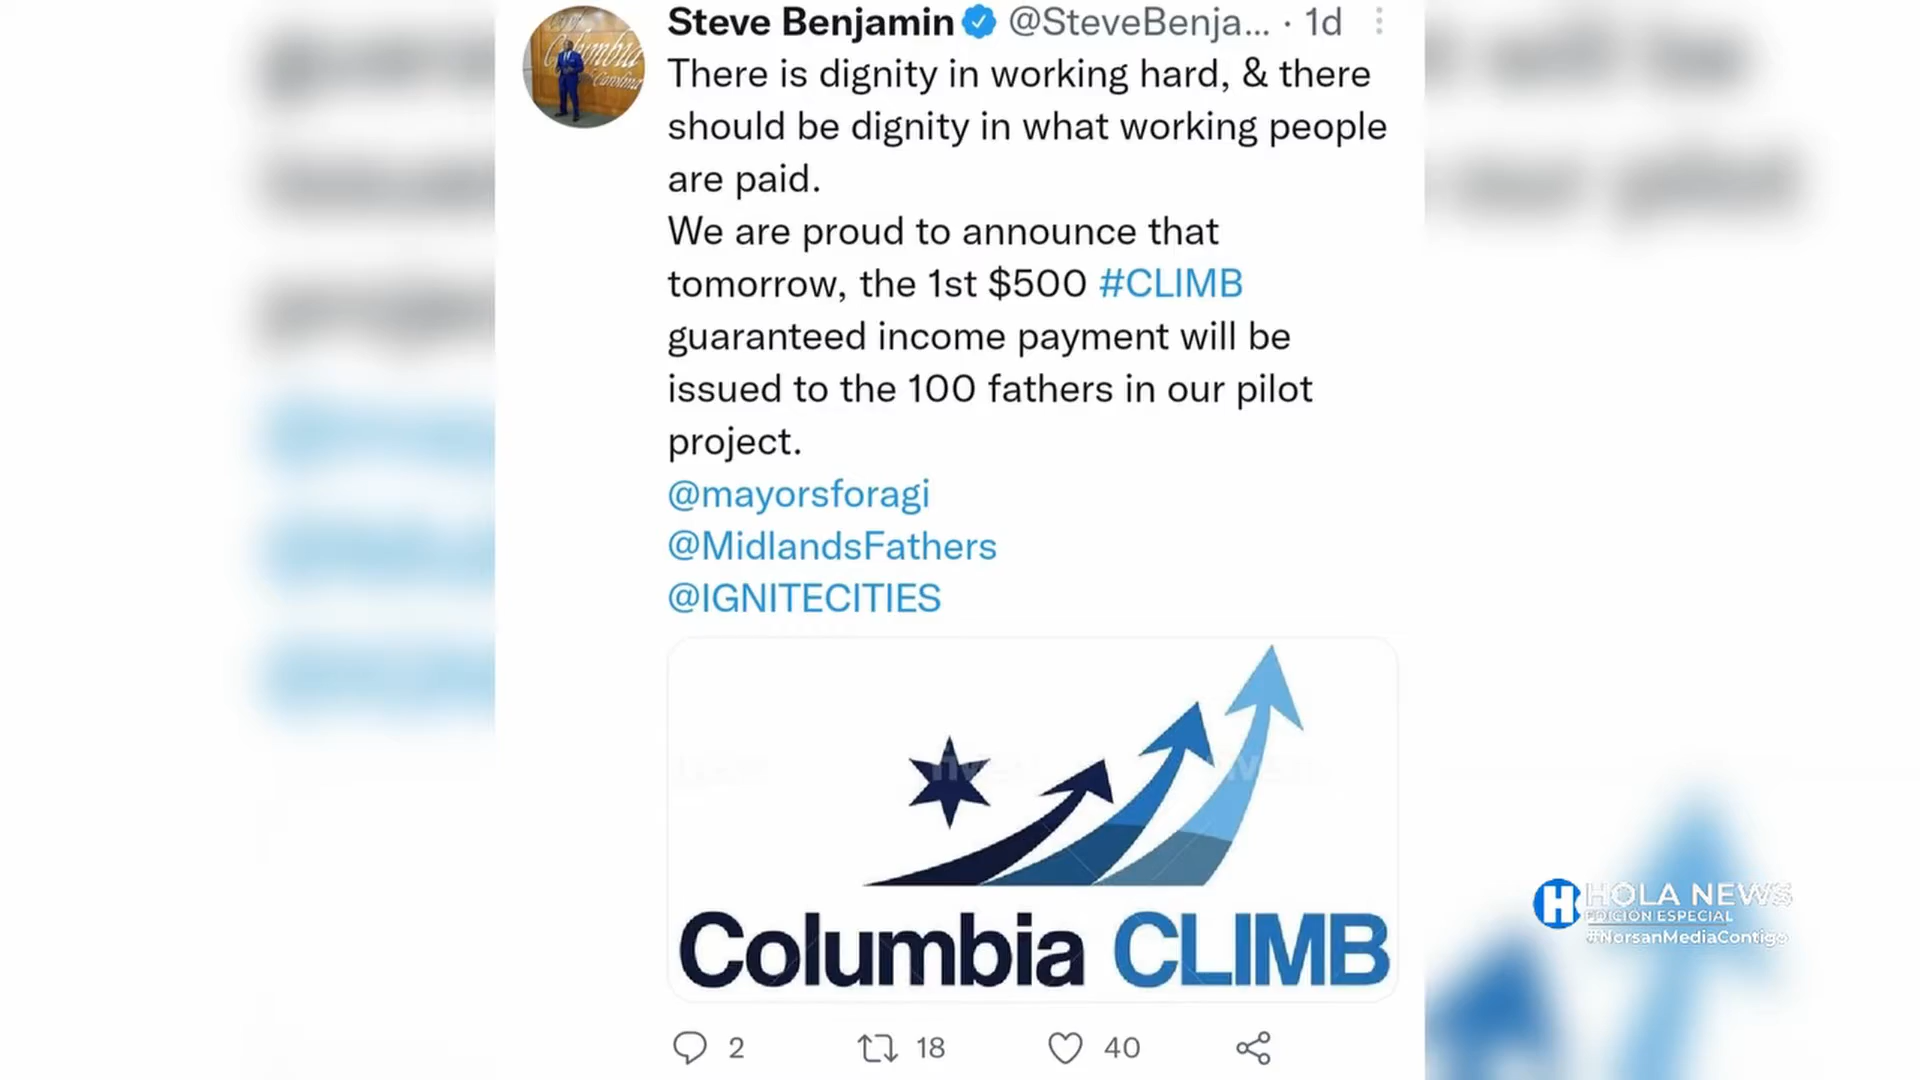 Steve Benjamin @SteveBenja... · 1d
There is dignity in working hard, & there
should be dignity in what working people
are paid.
We are proud to announce that
tomorrow, the 1st $500 #CLIMB
guaranteed income payment will be
issued to the 100 fathers in our pilot
project.
@mayorsforagi
@MidlandsFathers
@IGNITECITIES
Columbia CLIMB
2 18 40
H HOLA NEWS
EDICIÓN ESPECIAL
#NorsanMediaContigo